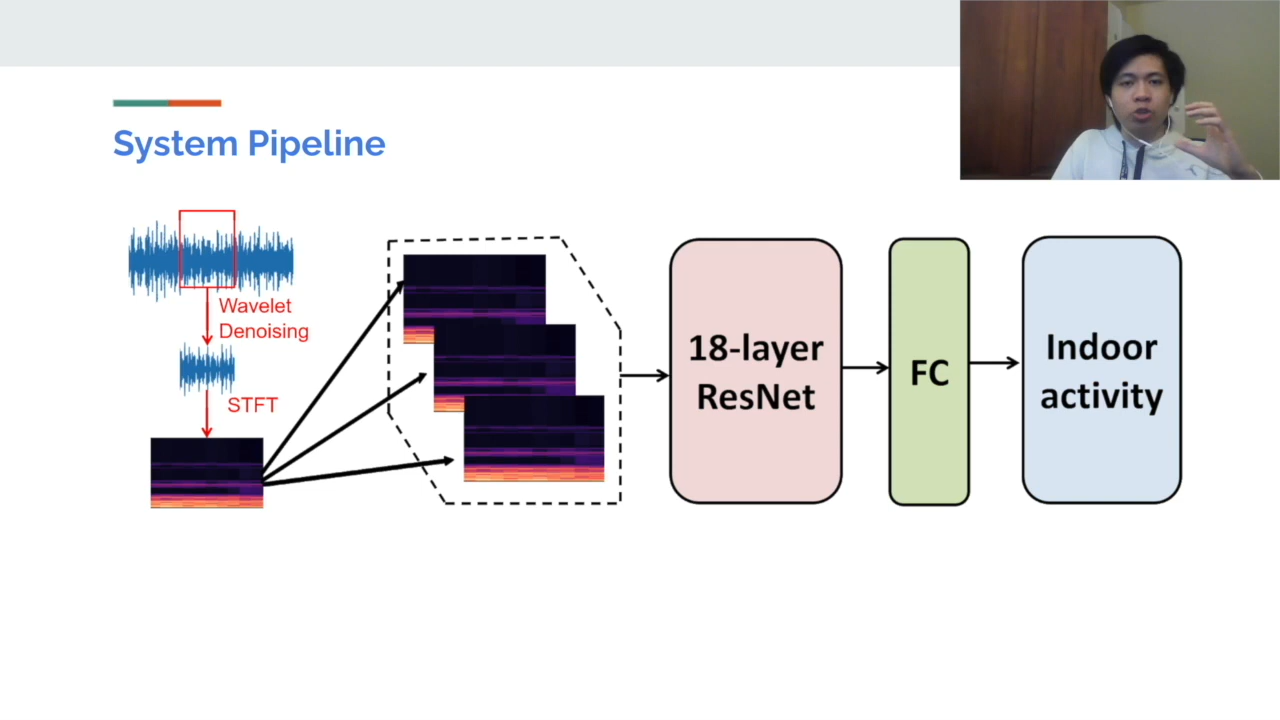 System Pipeline
Wavelet
Denoising
STFT
18-layer
ResNet
FC
Indoor
activity